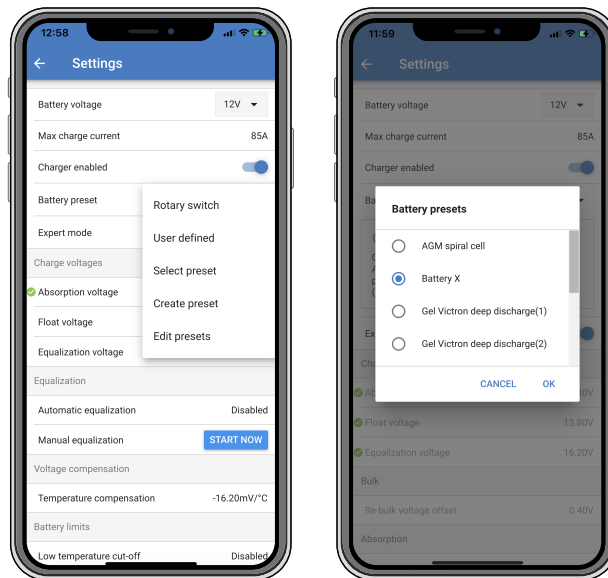 12:58
Settings
Battery voltage 12V
Max charge current 85A
Charger enabled
Battery preset
Expert mode
Rotary switch
User defined
Select preset
Create preset
Edit presets
Charge voltages
Absorption voltage
Float voltage
Equalization voltage
Equalization
Automatic equalization Disabled
Manual equalization START NOW
Voltage compensation
Temperature compensation -16.20mV/°C
Battery limits
Low temperature cut-off Disabled
11:59
Settings
Battery voltage 12V
Max charge current 85A
Charger enabled
Ba
Battery presets
AGM spiral cell
Battery X
Gel Victron deep discharge(1)
Gel Victron deep discharge(2)
CANCEL OK
Ex
Cha
Ab 0V
Float voltage 13.80V
Equalization voltage 16.20V
Bulk
Re-bulk voltage offset 0.40V
Absorption